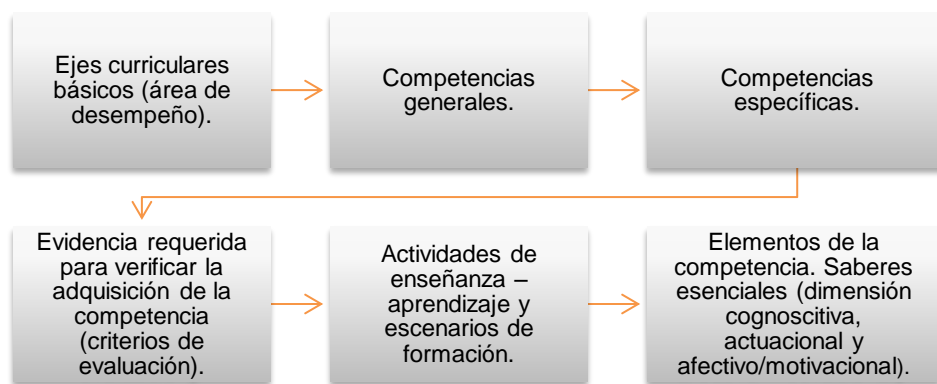 Ejes curriculares
básicos (área de
desempeño).
Competencias
generales.
Competencias
específicas.
Evidencia requerida
para verificar la
adquisición de la
competencia
(criterios de
evaluación).
Actividades de
enseñanza –
aprendizaje y
escenarios de
formación.
Elementos de la
competencia. Saberes
esenciales (dimensión
cognoscitiva,
actuacional y
afectivo/motivacional).